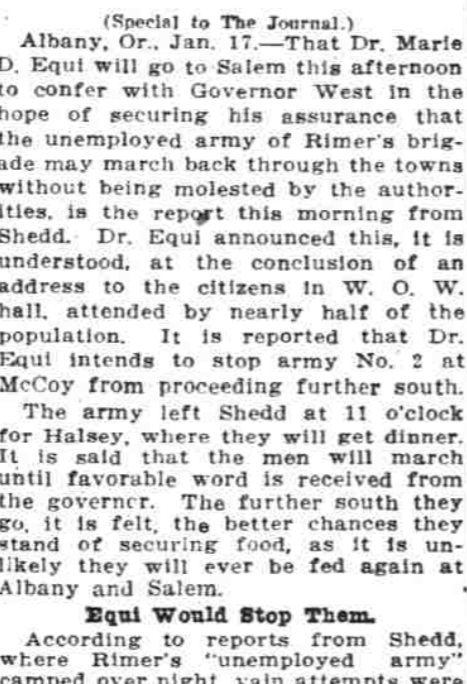 (Special to The Journal.)
Albany, Or., Jan. 17.—That Dr. Marie
D. Equi will go to Salem this afternoon
to confer with Governor West in the
hope of securing his assurance that
the unemployed army of Rimer's brig-
ade may march back through the towns
without being molested by the author-
ities, is the report this morning from
Shedd. Dr. Equi announced this, it is
understood, at the conclusion of an
address to the citizens in W. O. W.
hall, attended by nearly half of the
population. It is reported that Dr.
Equi intends to stop army No. 2 at
McCoy from proceeding further south.
The army left Shedd at 11 o'clock
for Halsey, where they will get dinner.
It is said that the men will march
until favorable word is received from
the governcr. The further south they
go, it is felt, the better chances they
stand of securing food, as it is un-
likely they will ever be fed again at
Albany and Salem.
Equi Would Stop Them.
According to reports from Shedd,
where Rimer's "unemployed army"
camped over night, vain attempts were